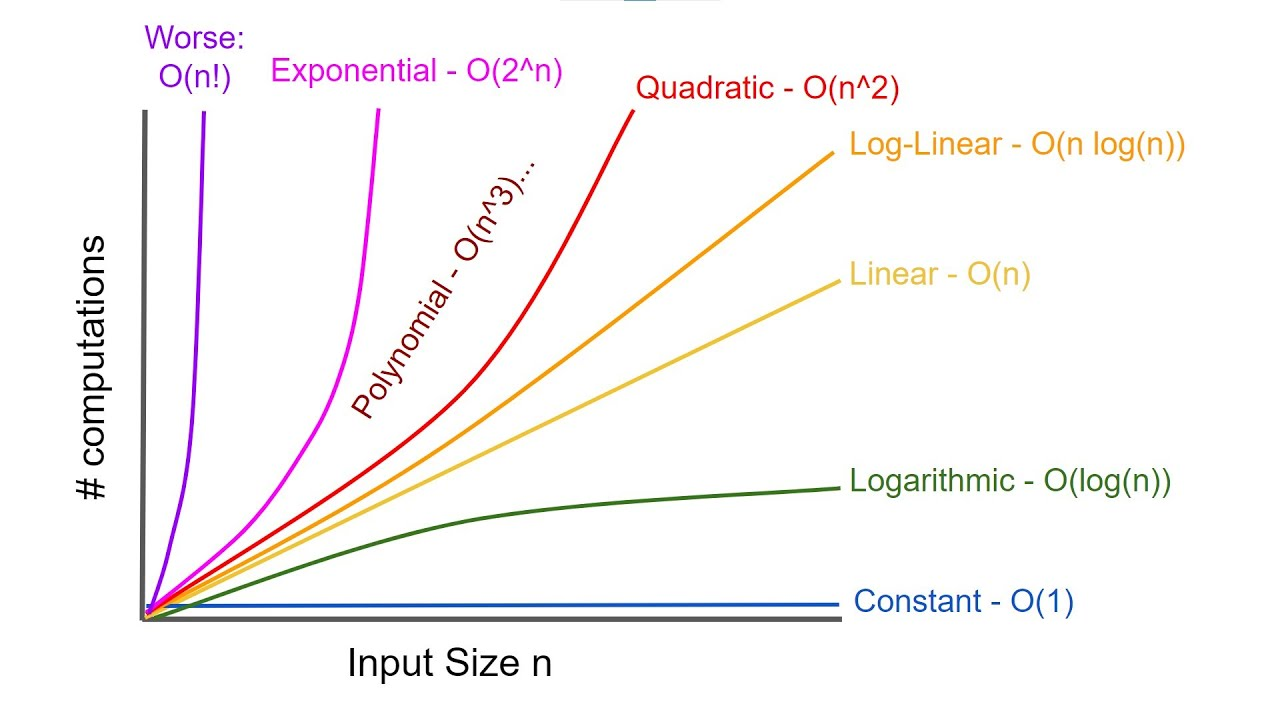 Worse:
O(n!)
Exponential - O(2^n)
Quadratic - O(n^2)
Log-Linear - O(n log(n))
Polynomial - O(n^3)...
Linear - O(n)
# computations
Logarithmic - O(log(n))
Constant - O(1)
Input Size n